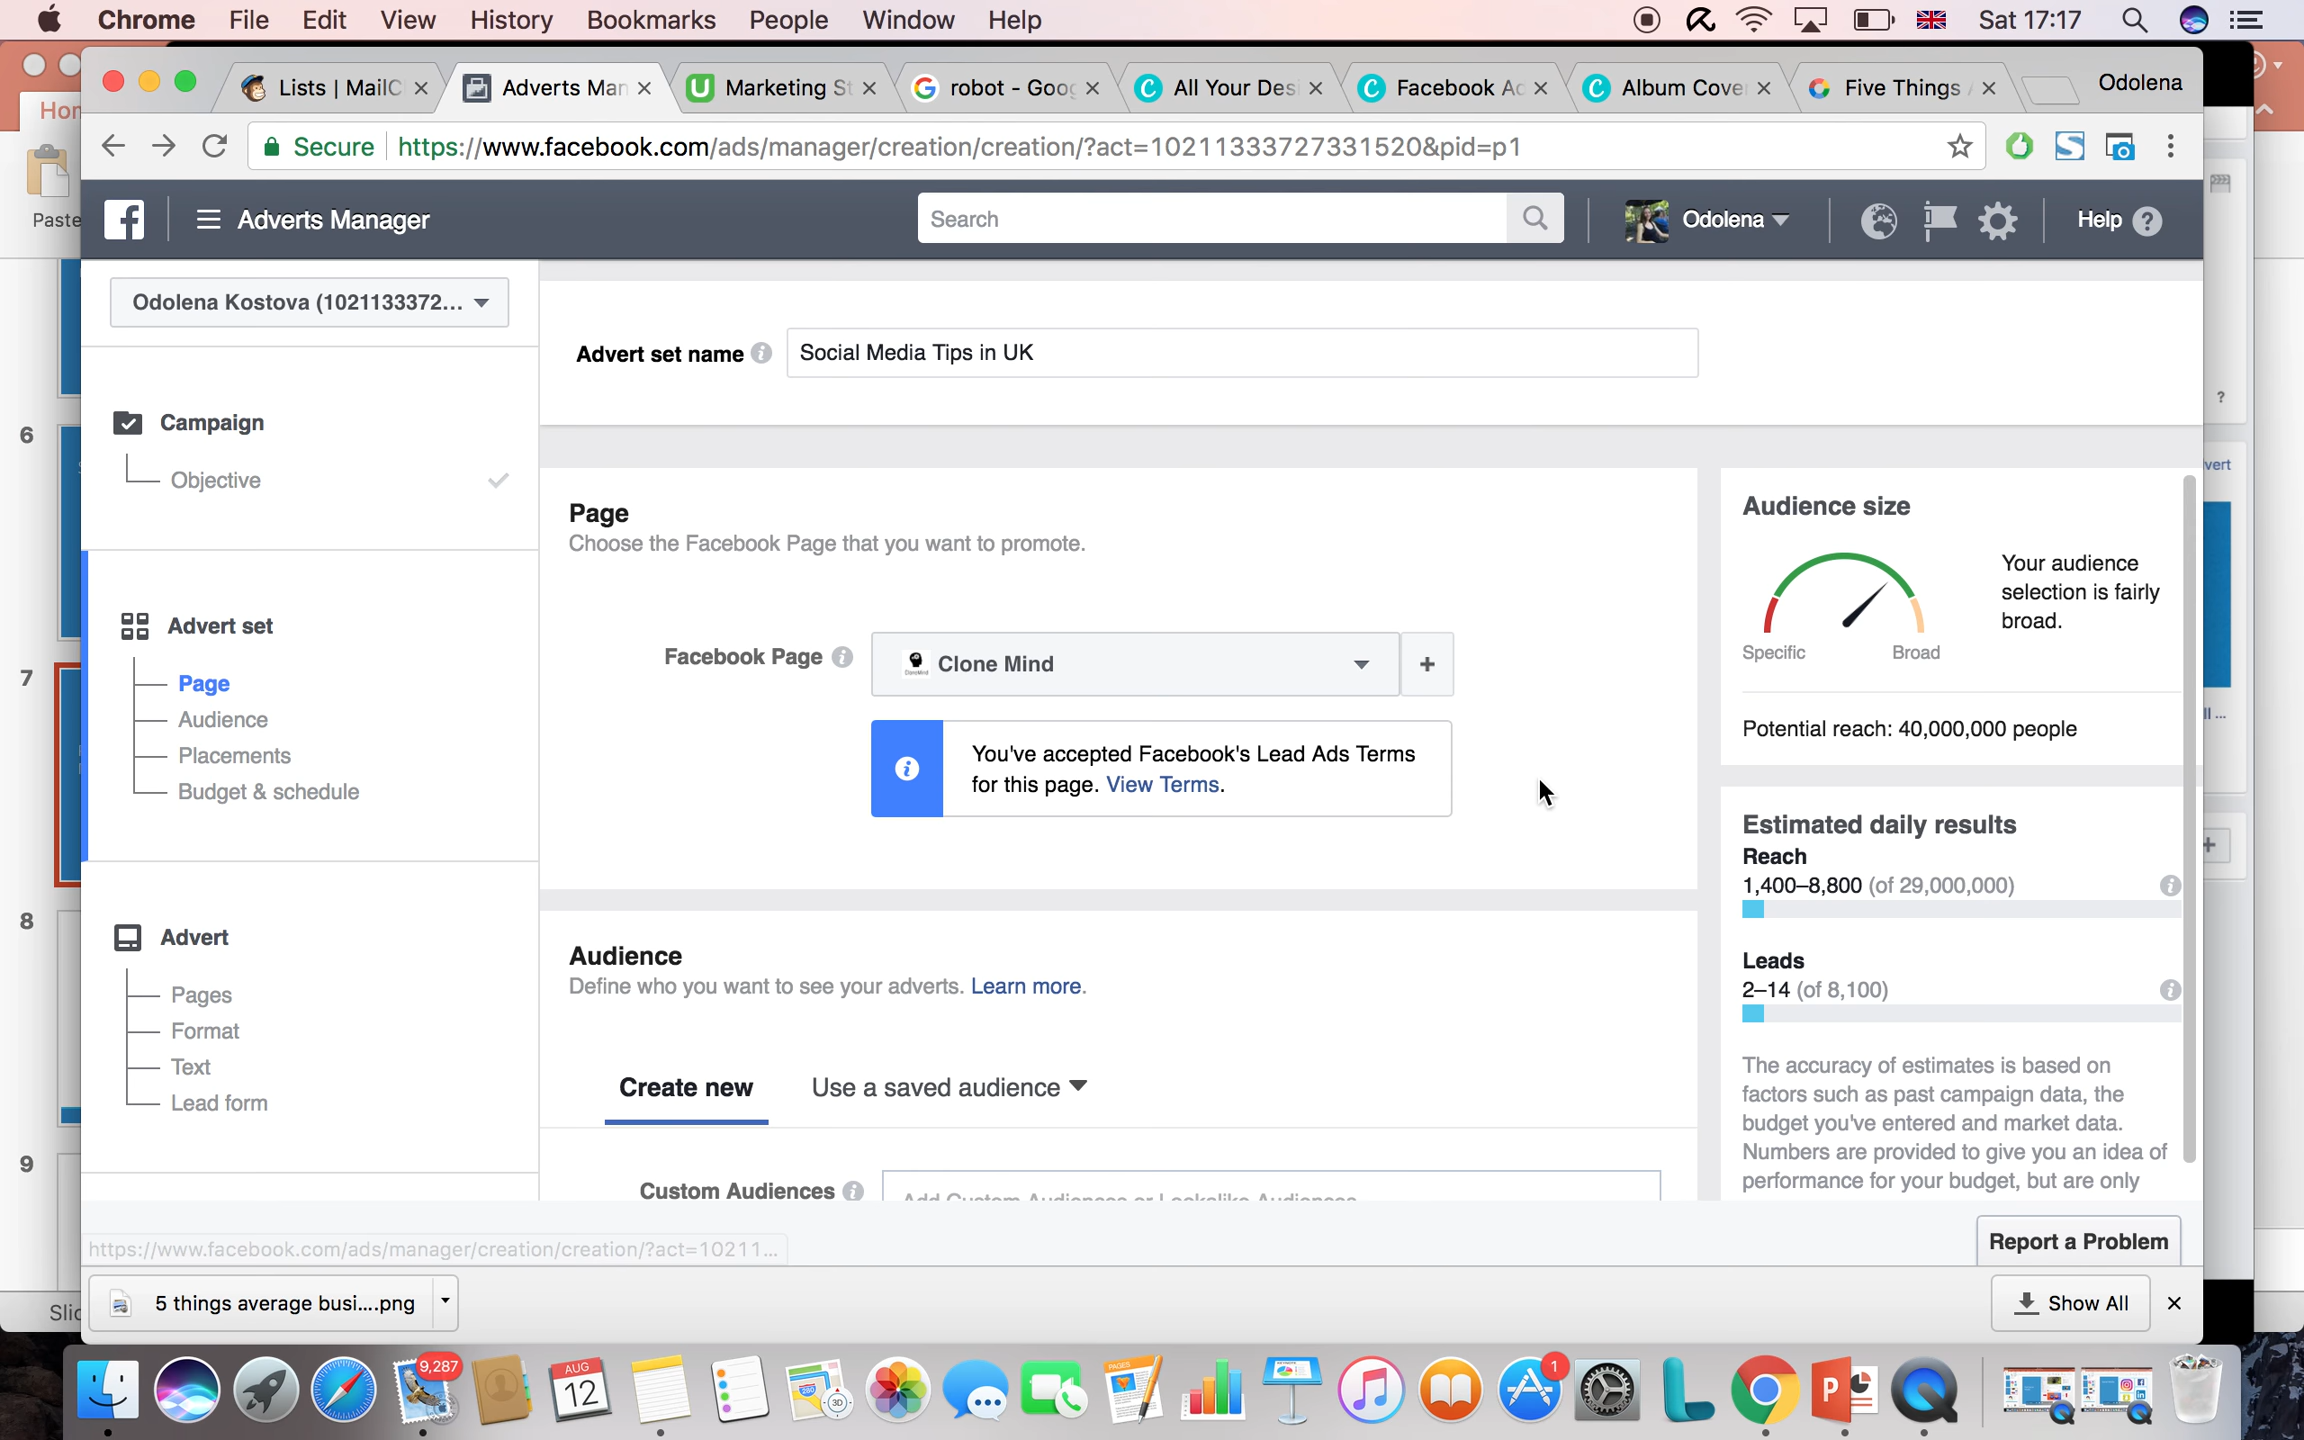 Chrome File Edit View History Bookmarks People Window Help Sat 17:17
Lists | MailC Adverts Man Marketing St robot - Goog All Your Des Facebook Ad Album Cover Five Things Odolena
Secure https://www.facebook.com/ads/manager/creation/creation/?act=10211333727331520&pid=p1
Paste
Adverts Manager Search Odolena Help ?
Odolena Kostova (1021133372...
Advert set name Social Media Tips in UK
Campaign
Objective
6
?
vert
Page
Choose the Facebook Page that you want to promote.
Audience size
Your audience
selection is fairly
broad.
Specific Broad
Advert set
Page
Audience
Placements
Budget & schedule
7
Facebook Page Clone Mind +
You've accepted Facebook's Lead Ads Terms
for this page. View Terms.
Potential reach: 40,000,000 people
Estimated daily results
Reach
1,400–8,800 (of 29,000,000)
Leads
2–14 (of 8,100)
The accuracy of estimates is based on
factors such as past campaign data, the
budget you've entered and market data.
Numbers are provided to give you an idea of
performance for your budget, but are only
8
Advert
Pages
Format
Text
Lead form
9
Audience
Define who you want to see your adverts. Learn more.
Create new Use a saved audience
Custom Audiences Add Custom Audiences or Lookalike Audiences
https://www.facebook.com/ads/manager/creation/creation/?act=10211...
Report a Problem
5 things average busi....png Show All
9,287
AUG
12
PAGES
3D
1